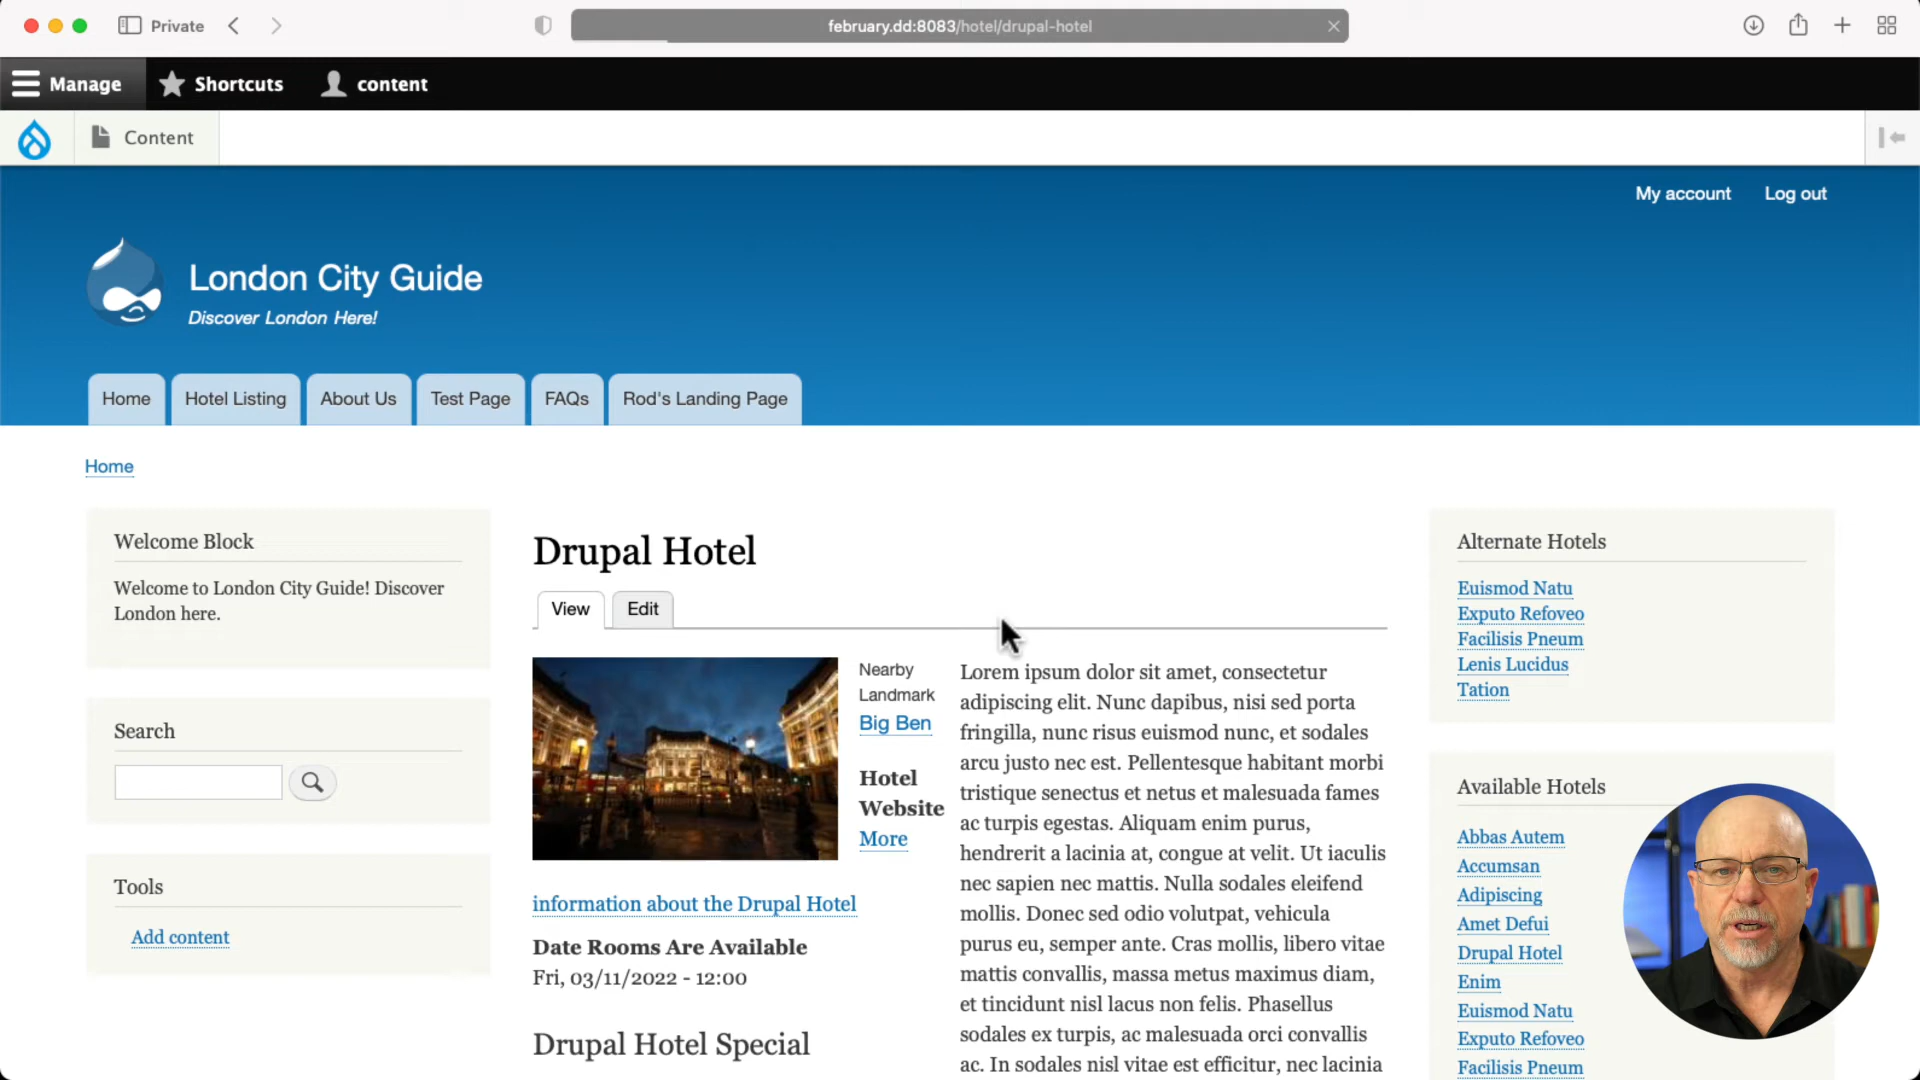 Private
february.dd:8083/hotel/drupal-hotel
Manage
Shortcuts
content
Content
My account
Log out
London City Guide
Discover London Here!
Home
Hotel Listing
About Us
Test Page
FAQs
Rod's Landing Page
Home
Welcome Block
Welcome to London City Guide! Discover
London here.
Search
Tools
Add content
Drupal Hotel
View
Edit
Nearby
Landmark
Big Ben
Hotel
Website
More
information about the Drupal Hotel
Date Rooms Are Available
Fri, 03/11/2022 - 12:00
Drupal Hotel Special
Lorem ipsum dolor sit amet, consectetur
adipiscing elit. Nunc dapibus, nisi sed porta
fringilla, nunc risus euismod nunc, et sodales
arcu justo nec est. Pellentesque habitant morbi
tristique senectus et netus et malesuada fames
ac turpis egestas. Aliquam enim purus,
hendrerit a lacinia at, congue at velit. Ut iaculis
nec sapien nec mattis. Nulla sodales eleifend
mollis. Donec sed odio volutpat, vehicula
purus eu, semper ante. Cras mollis, libero vitae
mattis convallis, massa metus maximus diam,
et tincidunt nisl lacus non felis. Phasellus
sodales ex turpis, ac malesuada orci convallis
ac. In sodales nisl vitae est efficitur, nec lacinia
Alternate Hotels
Euismod Natu
Exputo Refoveo
Facilisis Pneum
Lenis Lucidus
Tation
Available Hotels
Abbas Autem
Accumsan
Adipiscing
Amet Defui
Drupal Hotel
Enim
Euismod Natu
Exputo Refoveo
Facilisis Pneum